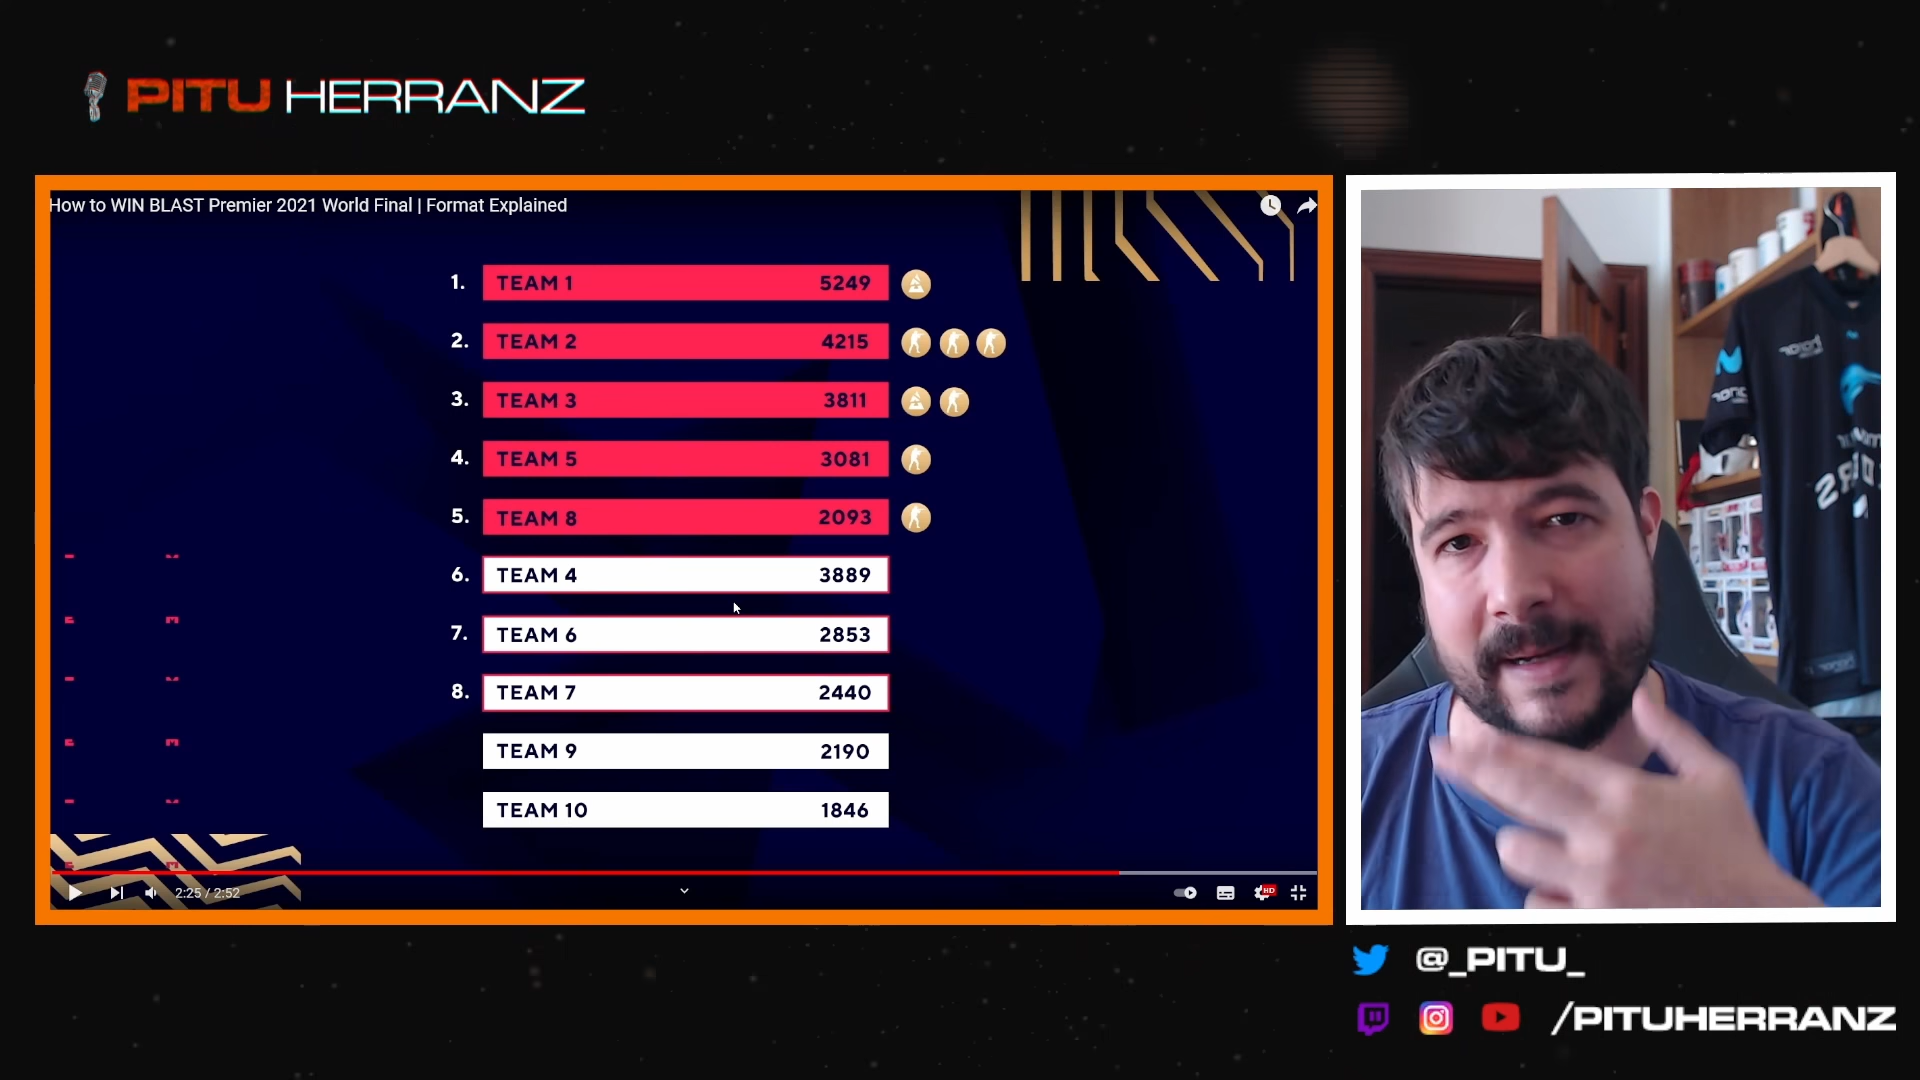 PITU HERRANZ
How to WIN BLAST Premier 2021 World Final | Format Explained
1. TEAM 1 5249
2. TEAM 2 4215
3. TEAM 3 3811
4. TEAM 5 3081
5. TEAM 8 2093
6. TEAM 4 3889
7. TEAM 6 2853
8. TEAM 7 2440
TEAM 9 2190
TEAM 10 1846
2:25 / 2:52
HD
@_PITU_
/PITUHERRANZ